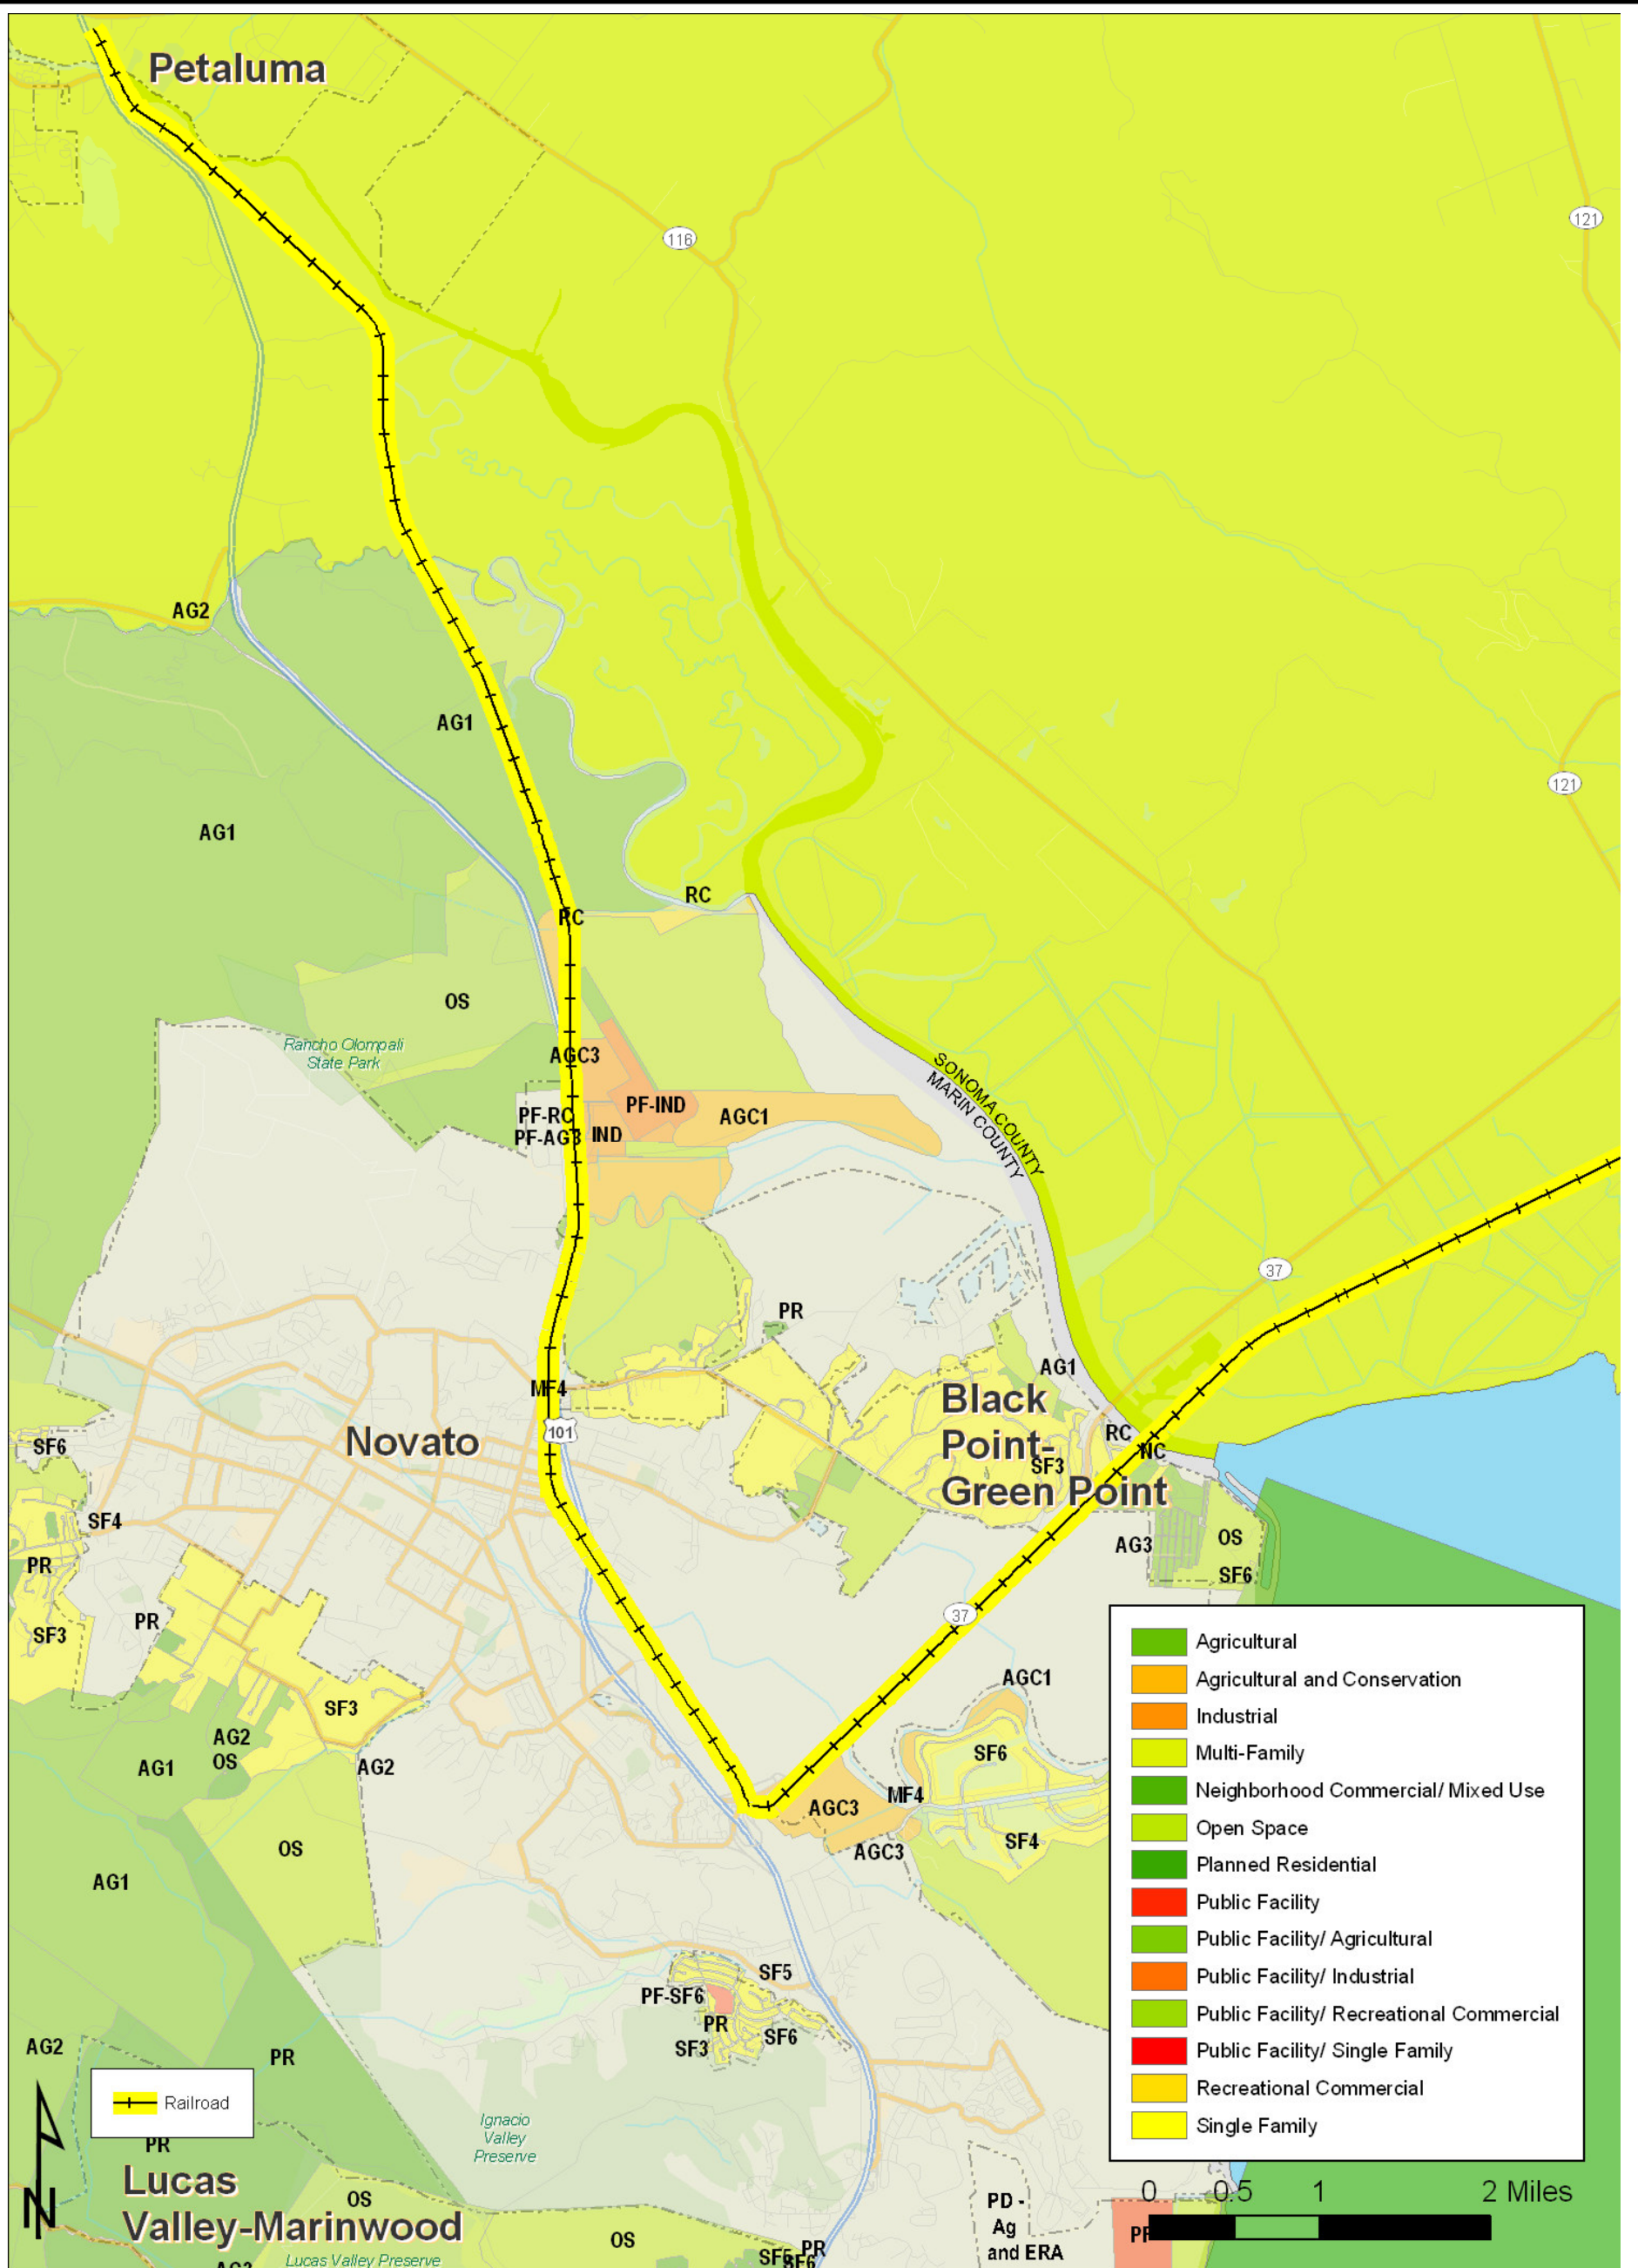 Petaluma
116
121
121
AG2
AG1
AG1
RC
RC
OS
Rancho Olompali
State Park
SONOMA COUNTY
MARIN COUNTY
AGC3
PF-RC
PF-IND
AGC1
PF-AG3
IND
37
PR
AG1
MF4
Black
Point-
Green Point
101
Novato
RC
NC
SF6
SF3
SF4
AG3
OS
PR
SF6
PR
SF3
37
AGC1
SF3
AG2
OS
SF6
AG1
AG2
MF4
AGC3
SF4
OS
AGC3
AG1
SF5
PF-SF6
PR
SF6
SF3
AG2
PR
Railroad
PR
Ignacio
Valley
Preserve
Lucas
Valley-Marinwood
OS
Lucas Valley Preserve
OS
PR
SF6
PD -
Ag
and ERA
PF
N
Agricultural
Agricultural and Conservation
Industrial
Multi-Family
Neighborhood Commercial/ Mixed Use
Open Space
Planned Residential
Public Facility
Public Facility/ Agricultural
Public Facility/ Industrial
Public Facility/ Recreational Commercial
Public Facility/ Single Family
Recreational Commercial
Single Family
0 0.5 1 2 Miles